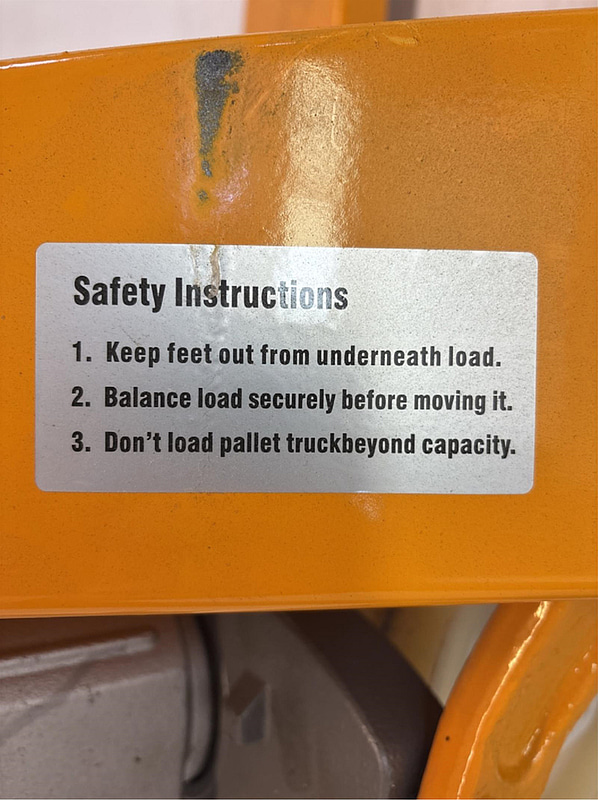 Safety Instructions
1. Keep feet out from underneath load.
2. Balance load securely before moving it.
3. Don't load pallet truckbeyond capacity.